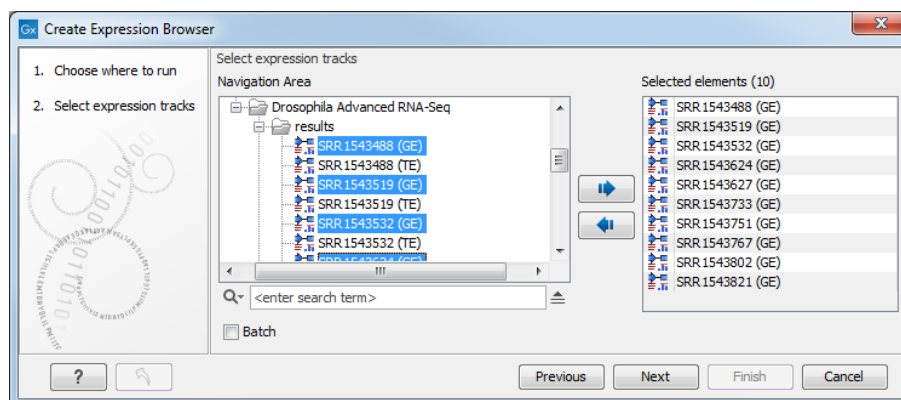 Gx Create Expression Browser
1. Choose where to run
2. Select expression tracks
Select expression tracks
Navigation Area
Drosophila Advanced RNA-Seq
results
SRR1543488 (GE)
SRR1543488 (TE)
SRR1543519 (GE)
SRR1543519 (TE)
SRR1543532 (GE)
SRR1543532 (TE)
SRR1543624 (GE)
<enter search term>
Batch
Selected elements (10)
SRR1543488 (GE)
SRR1543519 (GE)
SRR1543532 (GE)
SRR1543624 (GE)
SRR1543627 (GE)
SRR1543733 (GE)
SRR1543751 (GE)
SRR1543767 (GE)
SRR1543802 (GE)
SRR1543821 (GE)
? Previous Next Finish Cancel